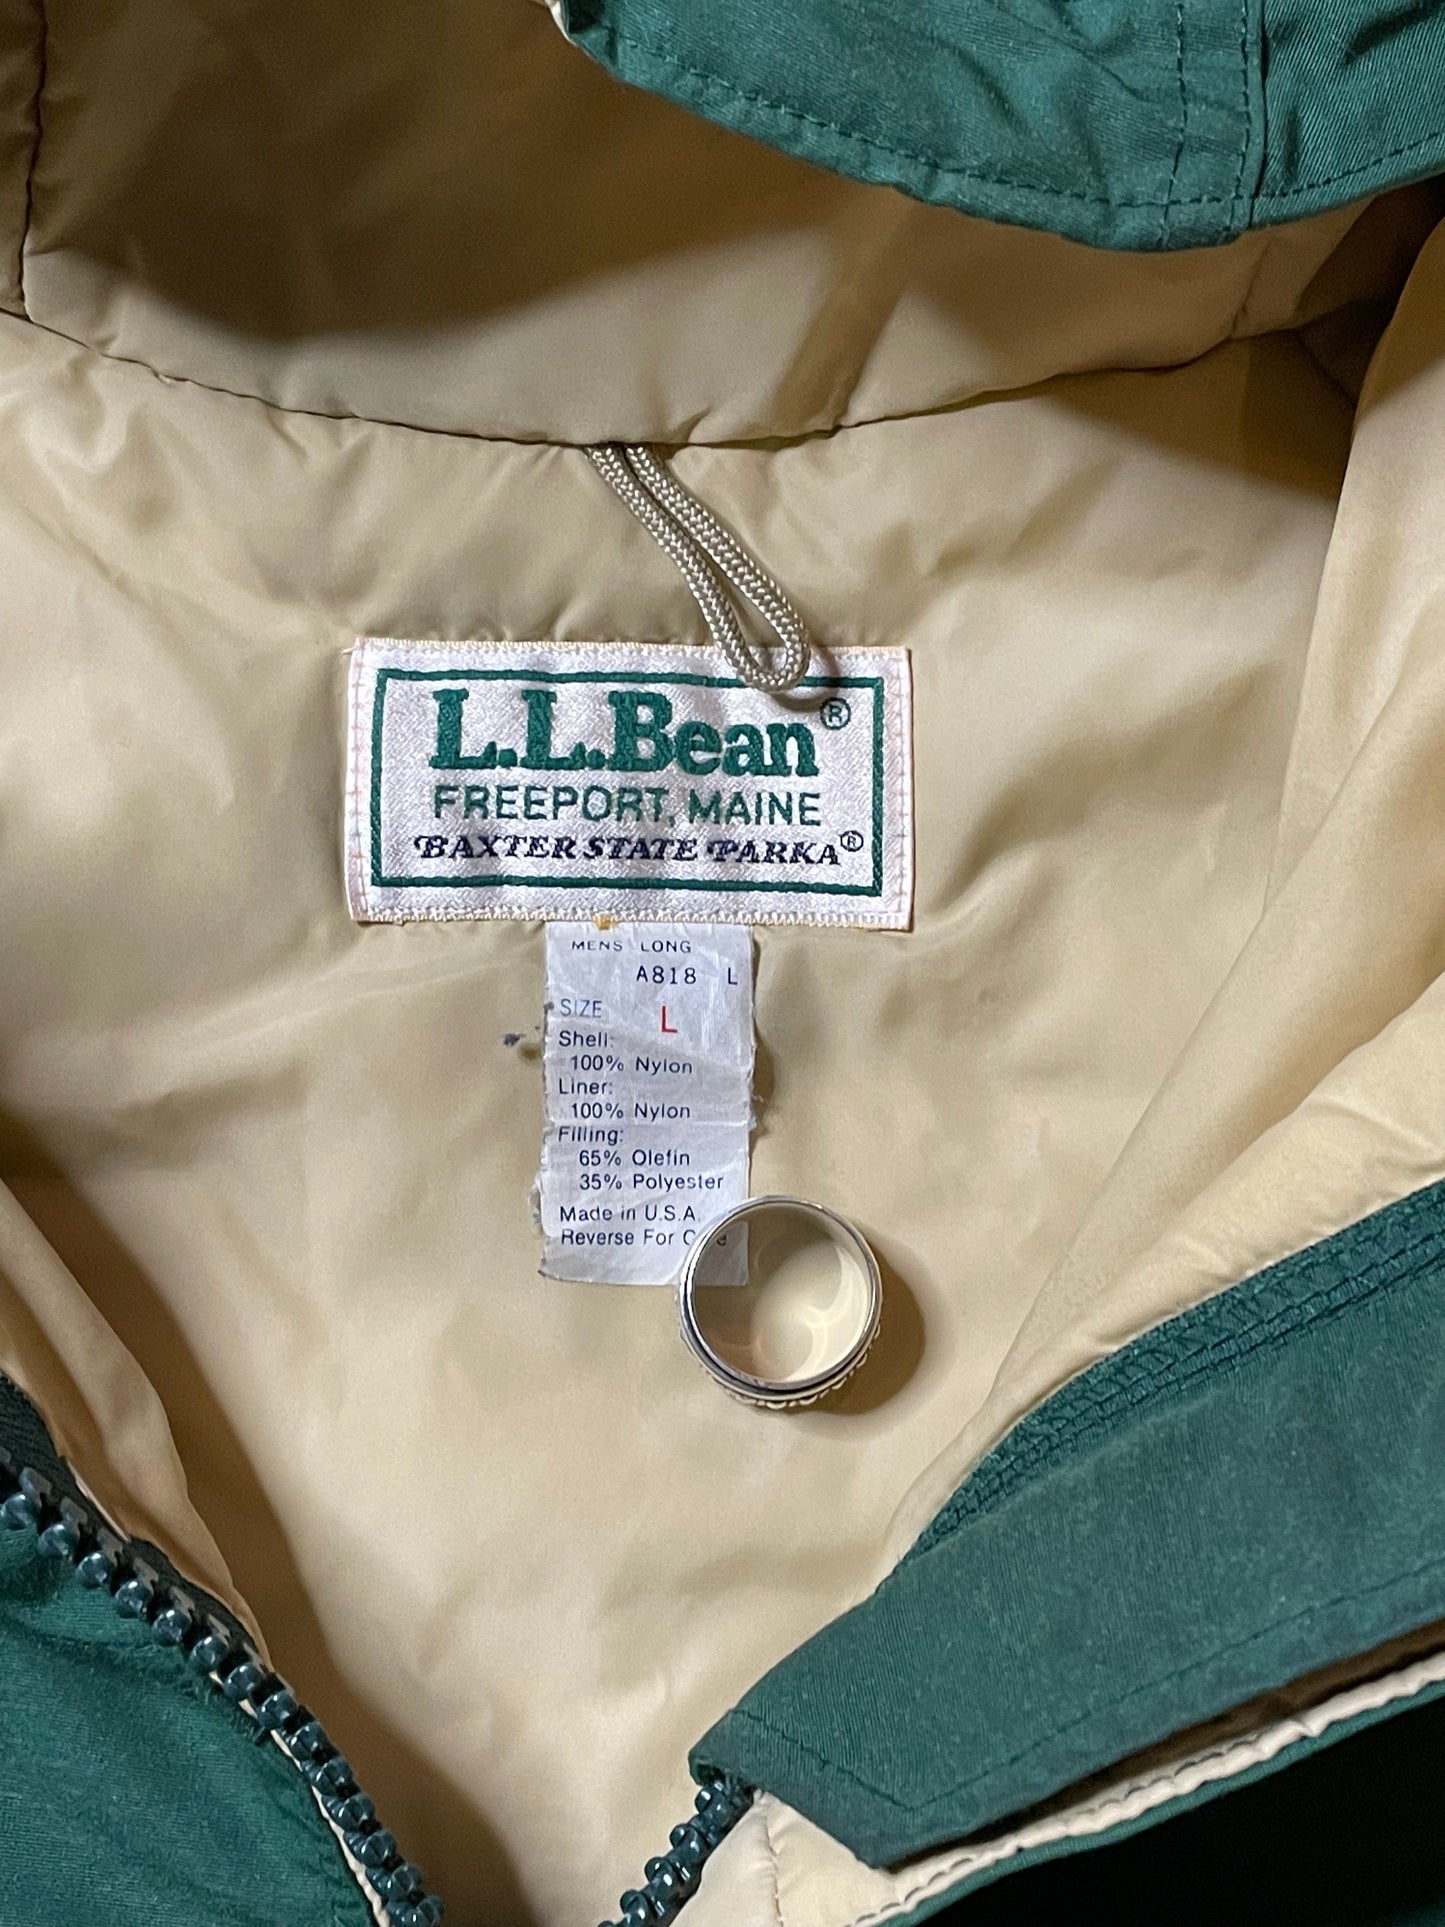 L.L.Bean®
FREEPORT, MAINE
BAXTER STATE PARKA®
MENS LONG
A818 L
SIZE L
Shell:
100% Nylon
Liner:
100% Nylon
Filling:
65% Olefin
35% Polyester
Made in U.S.A.
Reverse For